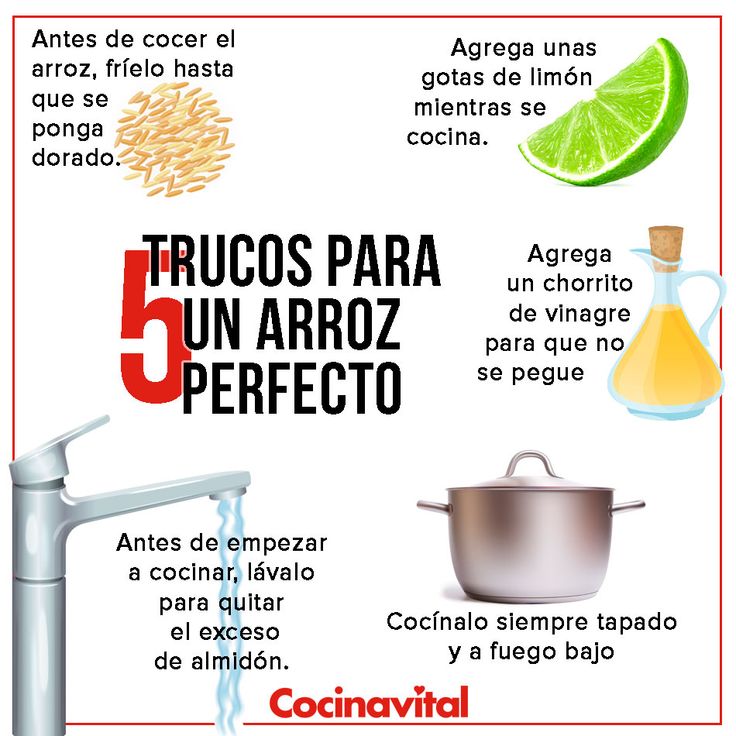 Antes de cocer el
arroz, fríelo hasta
que se
ponga
dorado.
Agrega unas
gotas de limón
mientras se
cocina.
5 TRUCOS PARA
UN ARROZ
PERFECTO
Agrega
un chorrito
de vinagre
para que no
se pegue
Antes de empezar
a cocinar, lávalo
para quitar
el exceso
de almidón.
Cocínalo siempre tapado
y a fuego bajo
Cocinavital